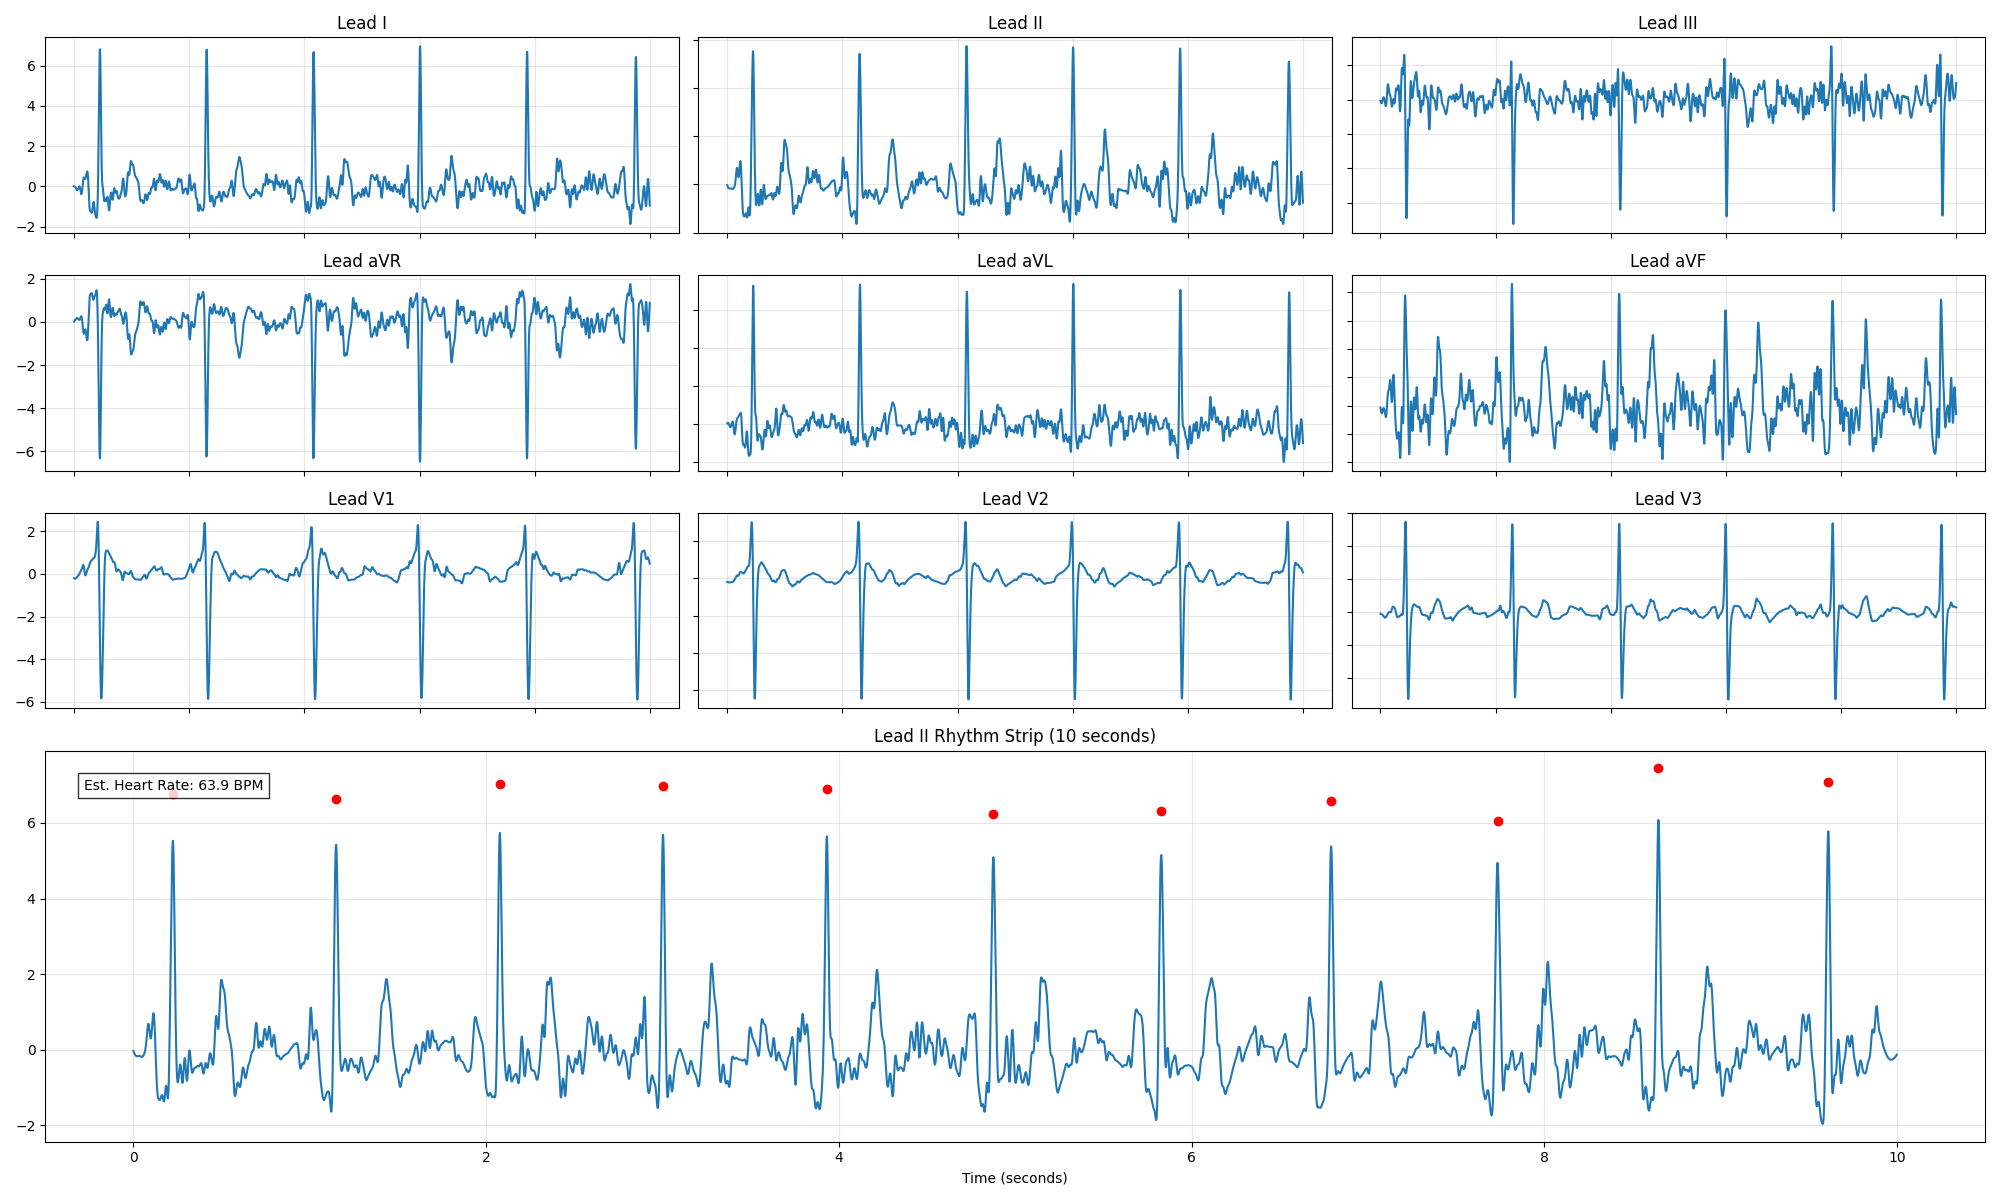 Lead I
Lead II
Lead III
6
4
2
0
−2
Lead aVR
Lead aVL
Lead aVF
2
0
−2
−4
−6
Lead V1
Lead V2
Lead V3
2
0
−2
−4
−6
Lead II Rhythm Strip (10 seconds)
Est. Heart Rate: 63.9 BPM
6
4
2
0
−2
0
2
4
6
8
10
Time (seconds)